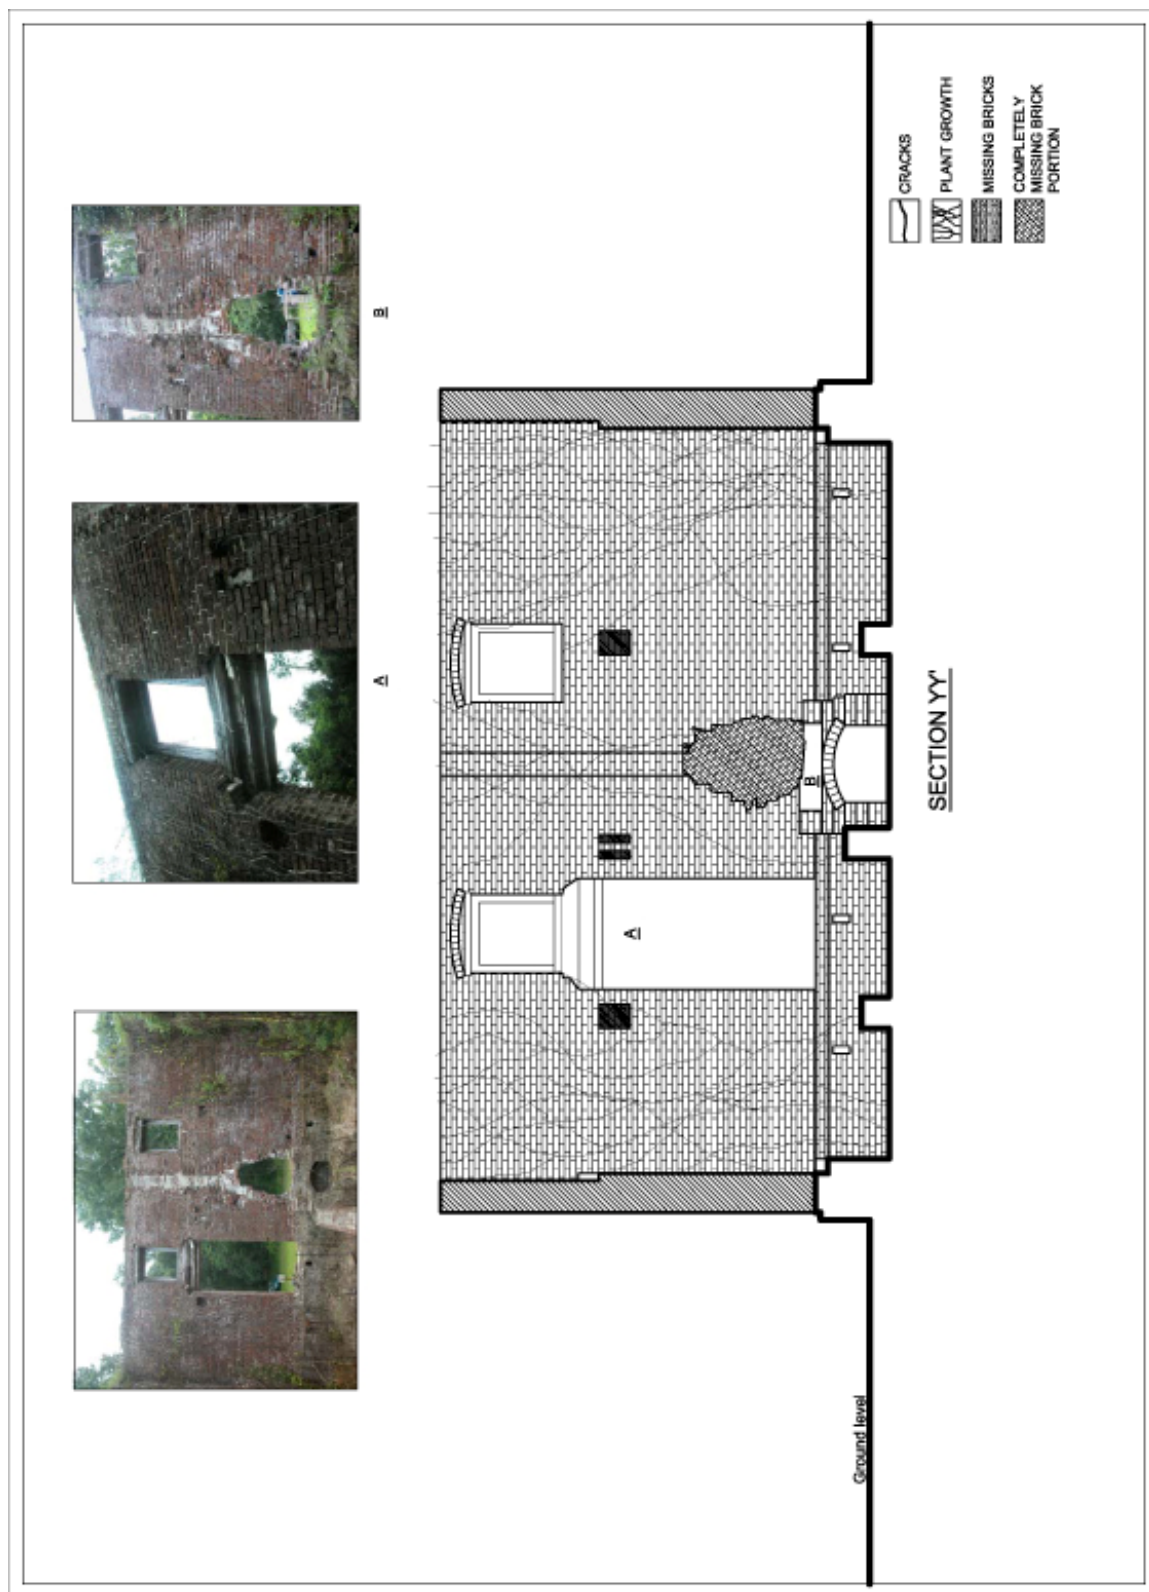 A
B
A
B
Ground level
SECTION YY'
CRACKS
PLANT GROWTH
MISSING BRICKS
COMPLETELY
MISSING BRICK
PORTION